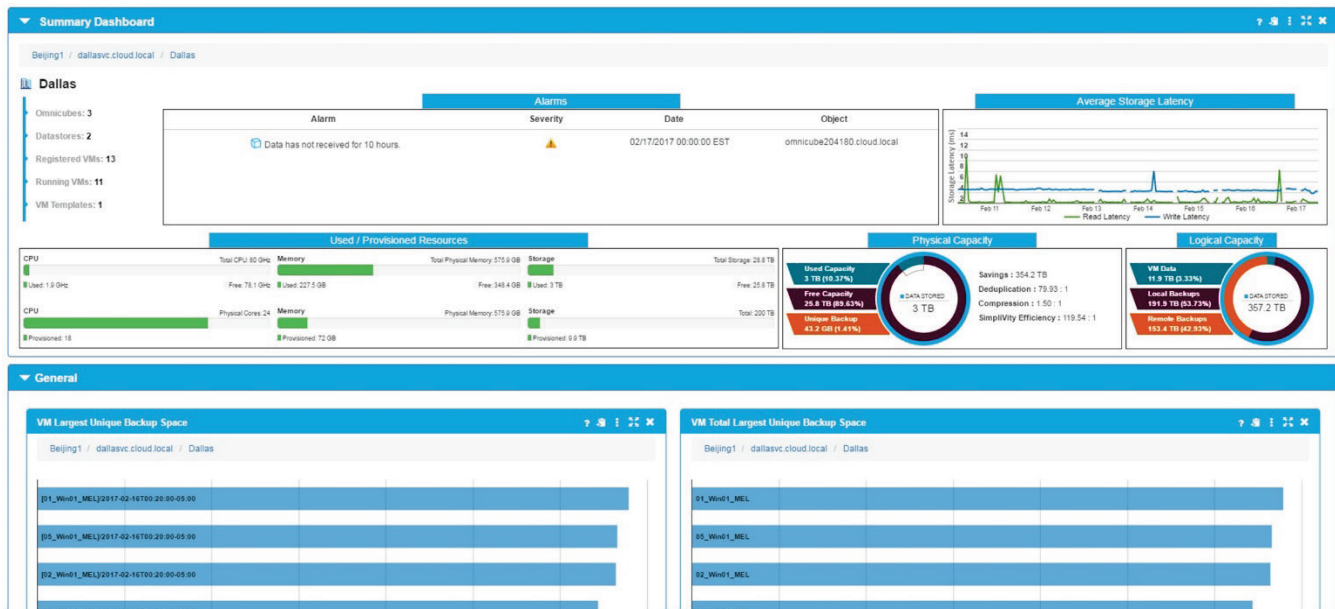 Summary Dashboard
Beijing1 / dallasvc.cloud.local / Dallas
Dallas
Omnicubes: 3
Datastores: 2
Registered VMs: 13
Running VMs: 11
VM Templates: 1
Alarms
Alarm Severity Date Object
Data has not received for 10 hours. 02/17/2017 00:00:00 EST omnicube204180.cloud.local
Average Storage Latency
Storage Latency (ms)
14
12
10
8
6
4
2
Feb 11 Feb 12 Feb 13 Feb 14 Feb 15 Feb 16 Feb 17
Read Latency Write Latency
Used / Provisioned Resources
CPU Total CPU: 80 GHz
Used: 1.9 GHz Free: 78.1 GHz
Memory Total Physical Memory: 575.9 GB
Used: 227.5 GB Free: 348.4 GB
Storage Total Storage: 28.8 TB
Used: 3 TB Free: 25.8 TB
CPU Physical Cores: 24
Provisioned: 18
Memory Physical Memory: 575.9 GB
Provisioned: 72 GB
Storage Total: 200 TB
Provisioned: 9.9 TB
Physical Capacity
Used Capacity
3 TB (10.37%)
Free Capacity
25.8 TB (89.63%)
Unique Backup
43.2 GB (1.41%)
DATA STORED
3 TB
Savings : 354.2 TB
Deduplication : 79.93 : 1
Compression : 1.50 : 1
SimpliVity Efficiency : 119.54 : 1
Logical Capacity
VM Data
11.9 TB (3.33%)
Local Backups
191.9 TB (53.73%)
Remote Backups
153.4 TB (42.93%)
DATA STORED
357.2 TB
General
VM Largest Unique Backup Space
Beijing1 / dallasvc.cloud.local / Dallas
[01_Win01_MEL]/2017-02-16T00:20:00-05:00
[05_Win01_MEL]/2017-02-16T00:20:00-05:00
[02_Win01_MEL]/2017-02-16T00:20:00-05:00
VM Total Largest Unique Backup Space
Beijing1 / dallasvc.cloud.local / Dallas
01_Win01_MEL
05_Win01_MEL
02_Win01_MEL